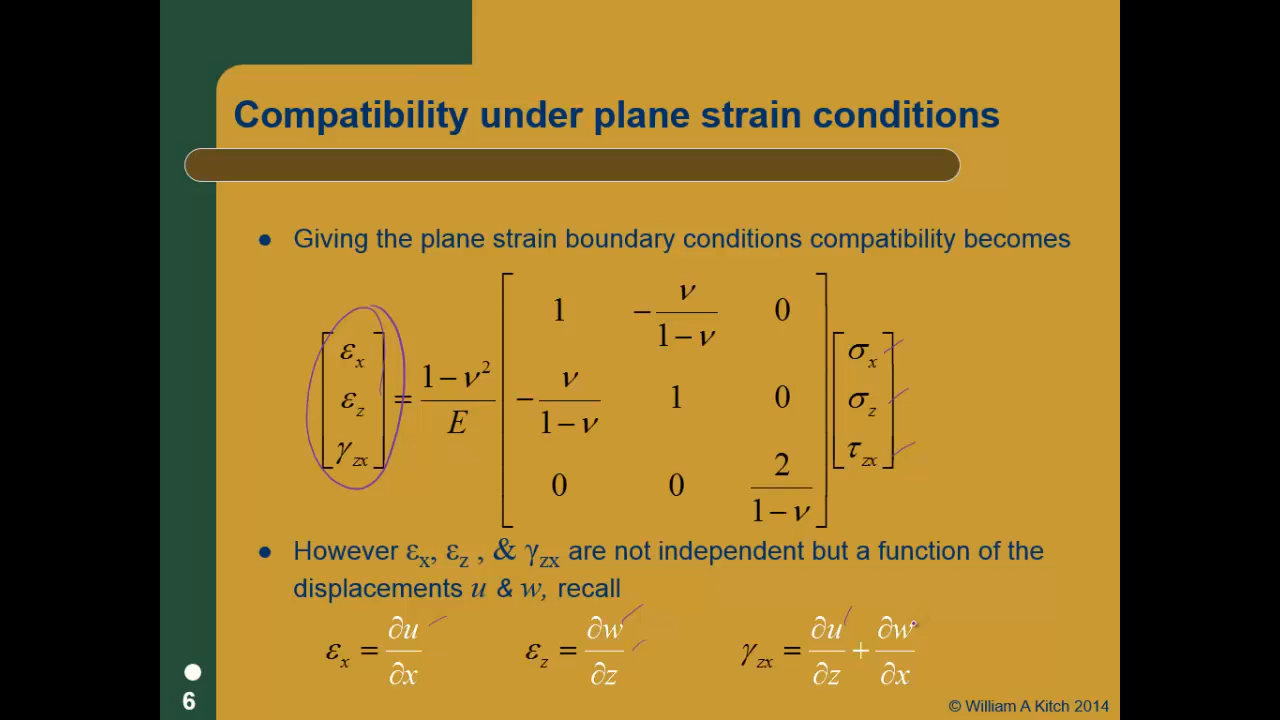 Compatibility under plane strain conditions
● Giving the plane strain boundary conditions compatibility becomes
[εx εz γzx] = (1 − ν²)/E [1 −ν/(1 − ν) 0; −ν/(1 − ν) 1 0; 0 0 2/(1 − ν)] [σx σz τzx]
● However εx, εz , & γzx are not independent but a function of the
displacements u & w, recall
εx = ∂u/∂x εz = ∂w/∂z γzx = ∂u/∂z + ∂w/∂x
6
© William A Kitch 2014